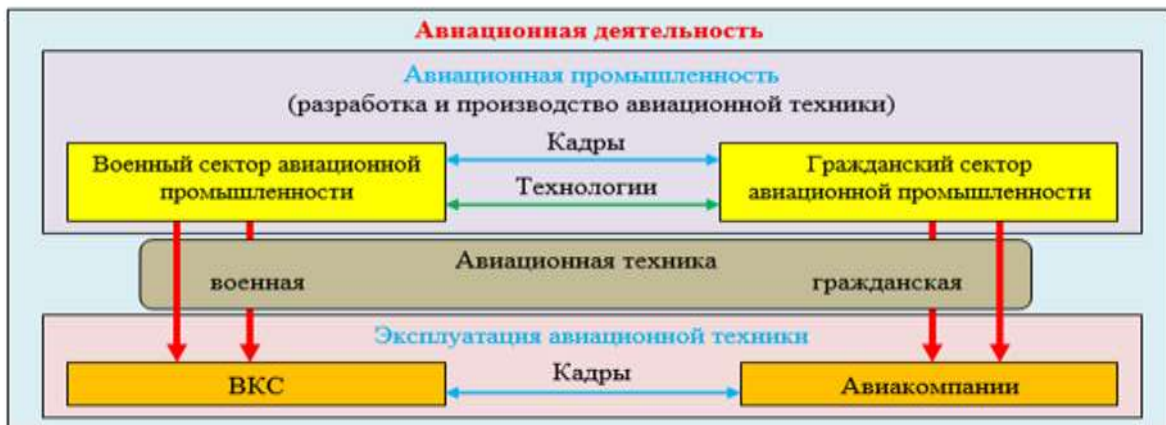 Авиационная деятельность
Авиационная промышленность
(разработка и производство авиационной техники)
Военный сектор авиационной
промышленности
Кадры
Технологии
Гражданский сектор
авиационной промышленности
Авиационная техника
военная
гражданская
Эксплуатация авиационной техники
ВКС
Кадры
Авиакомпании